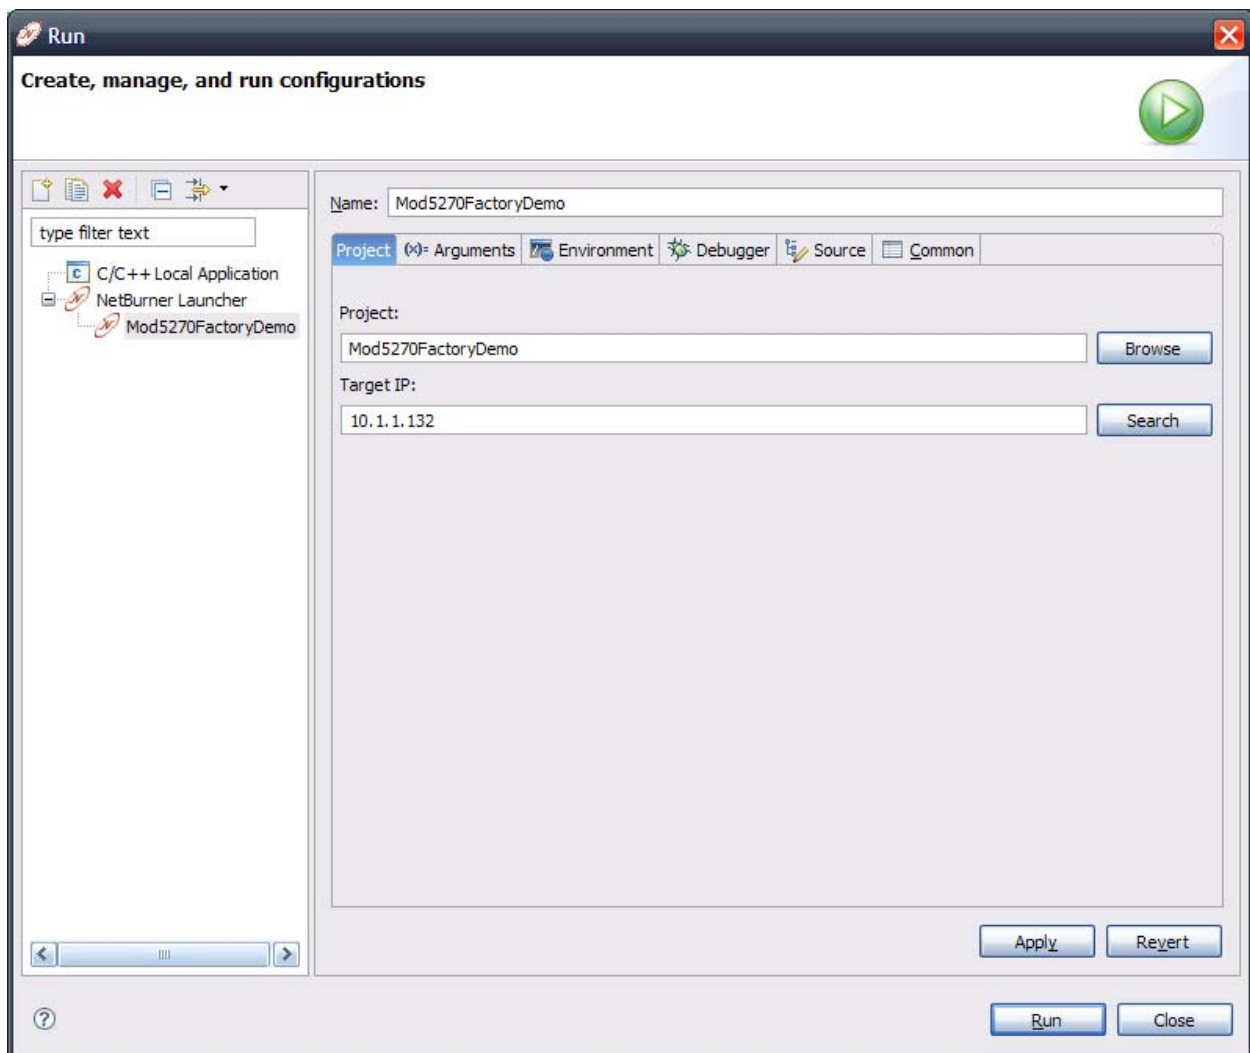 Run
Create, manage, and run configurations
type filter text
C/C++ Local Application
NetBurner Launcher
Mod5270FactoryDemo
Name: Mod5270FactoryDemo
Project (x)= Arguments Environment Debugger Source Common
Project:
Mod5270FactoryDemo Browse
Target IP:
10.1.1.132 Search
Apply Revert
Run Close